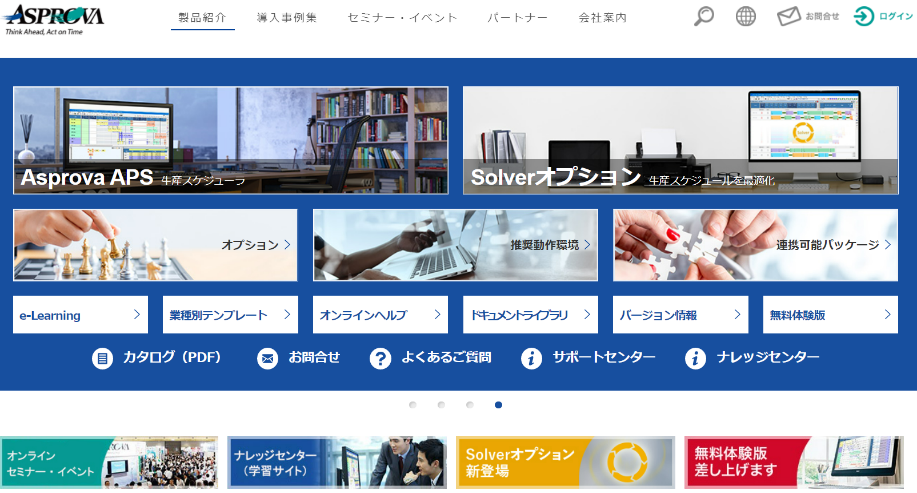 ASPROVA
Think Ahead, Act on Time
製品紹介
導入事例集
セミナー・イベント
パートナー
会社案内
お問合せ
ログイン
Asprova APS 生産スケジューラ
Solverオプション 生産スケジュールを最適化
オプション
推奨動作環境
連携可能パッケージ
e-Learning
業種別テンプレート
オンラインヘルプ
ドキュメントライブラリ
バージョン情報
無料体験版
カタログ（PDF）
お問合せ
よくあるご質問
サポートセンター
ナレッジセンター
オンライン
セミナー・イベント
ナレッジセンター
（学習サイト）
Solverオプション
新登場
無料体験版
差し上げます